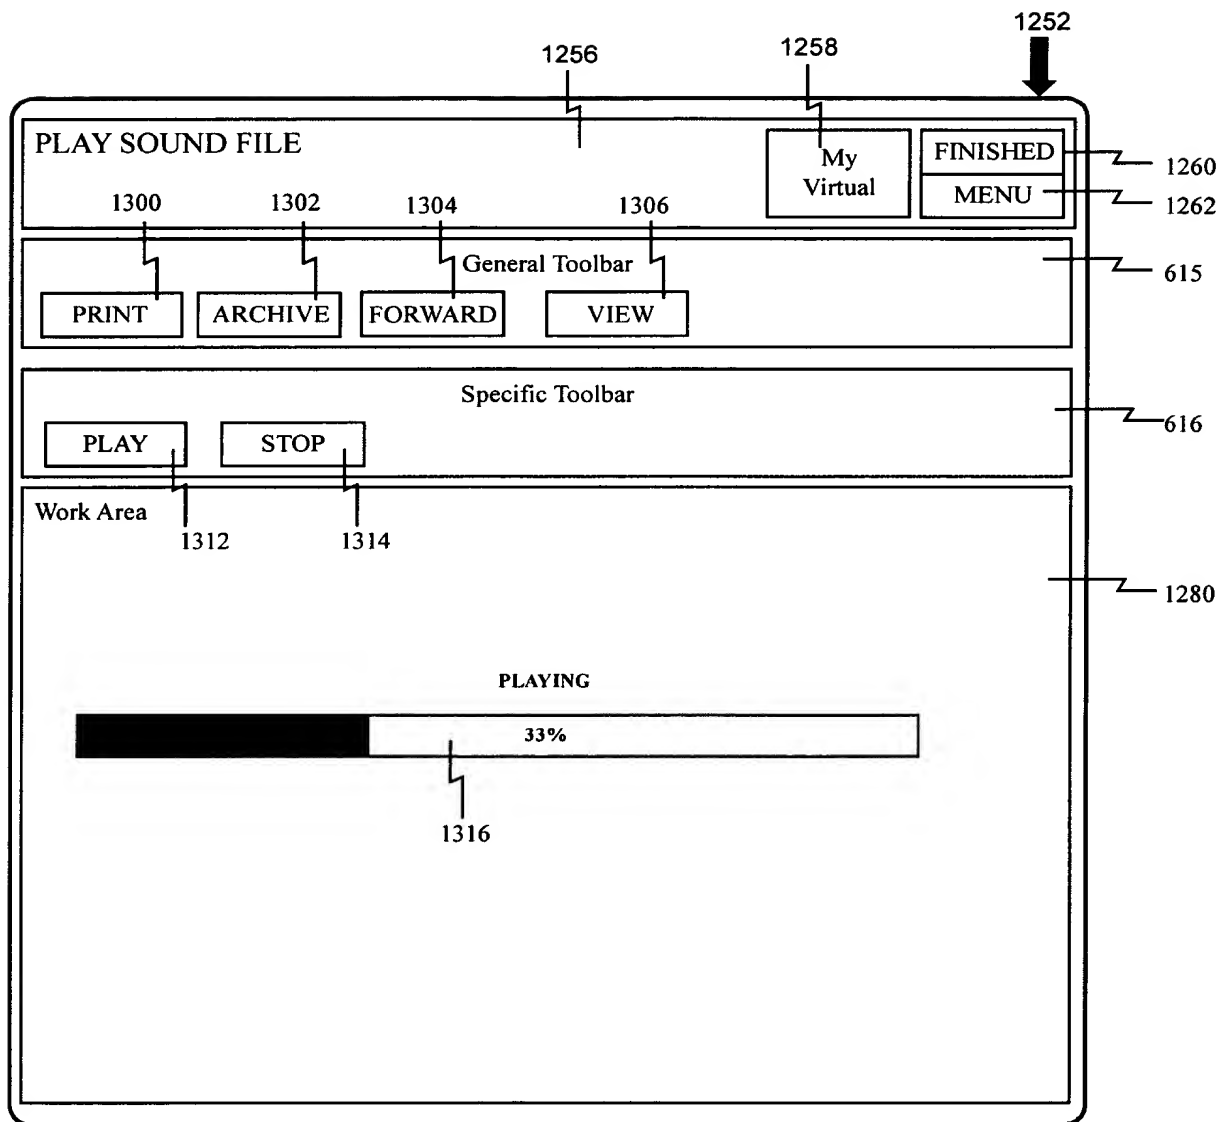 1252
1256
1258
PLAY SOUND FILE
My
Virtual
FINISHED
MENU
1260
1262
1300
1302
1304
1306
General Toolbar
615
PRINT
ARCHIVE
FORWARD
VIEW
Specific Toolbar
616
PLAY
STOP
Work Area
1312
1314
1280
PLAYING
33%
1316